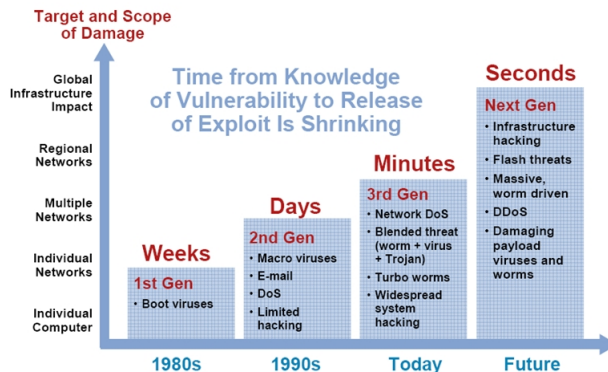 Target and Scope
of Damage
Time from Knowledge
of Vulnerability to Release
of Exploit Is Shrinking
Global
Infrastructure
Impact
Regional
Networks
Multiple
Networks
Individual
Networks
Individual
Computer
Weeks
1st Gen
• Boot viruses
Days
2nd Gen
• Macro viruses
• E-mail
• DoS
• Limited
hacking
Minutes
3rd Gen
• Network DoS
• Blended threat
(worm + virus +
Trojan)
• Turbo worms
• Widespread
system
hacking
Seconds
Next Gen
• Infrastructure
hacking
• Flash threats
• Massive,
worm driven
• DDoS
• Damaging
payload
viruses and
worms
1980s
1990s
Today
Future